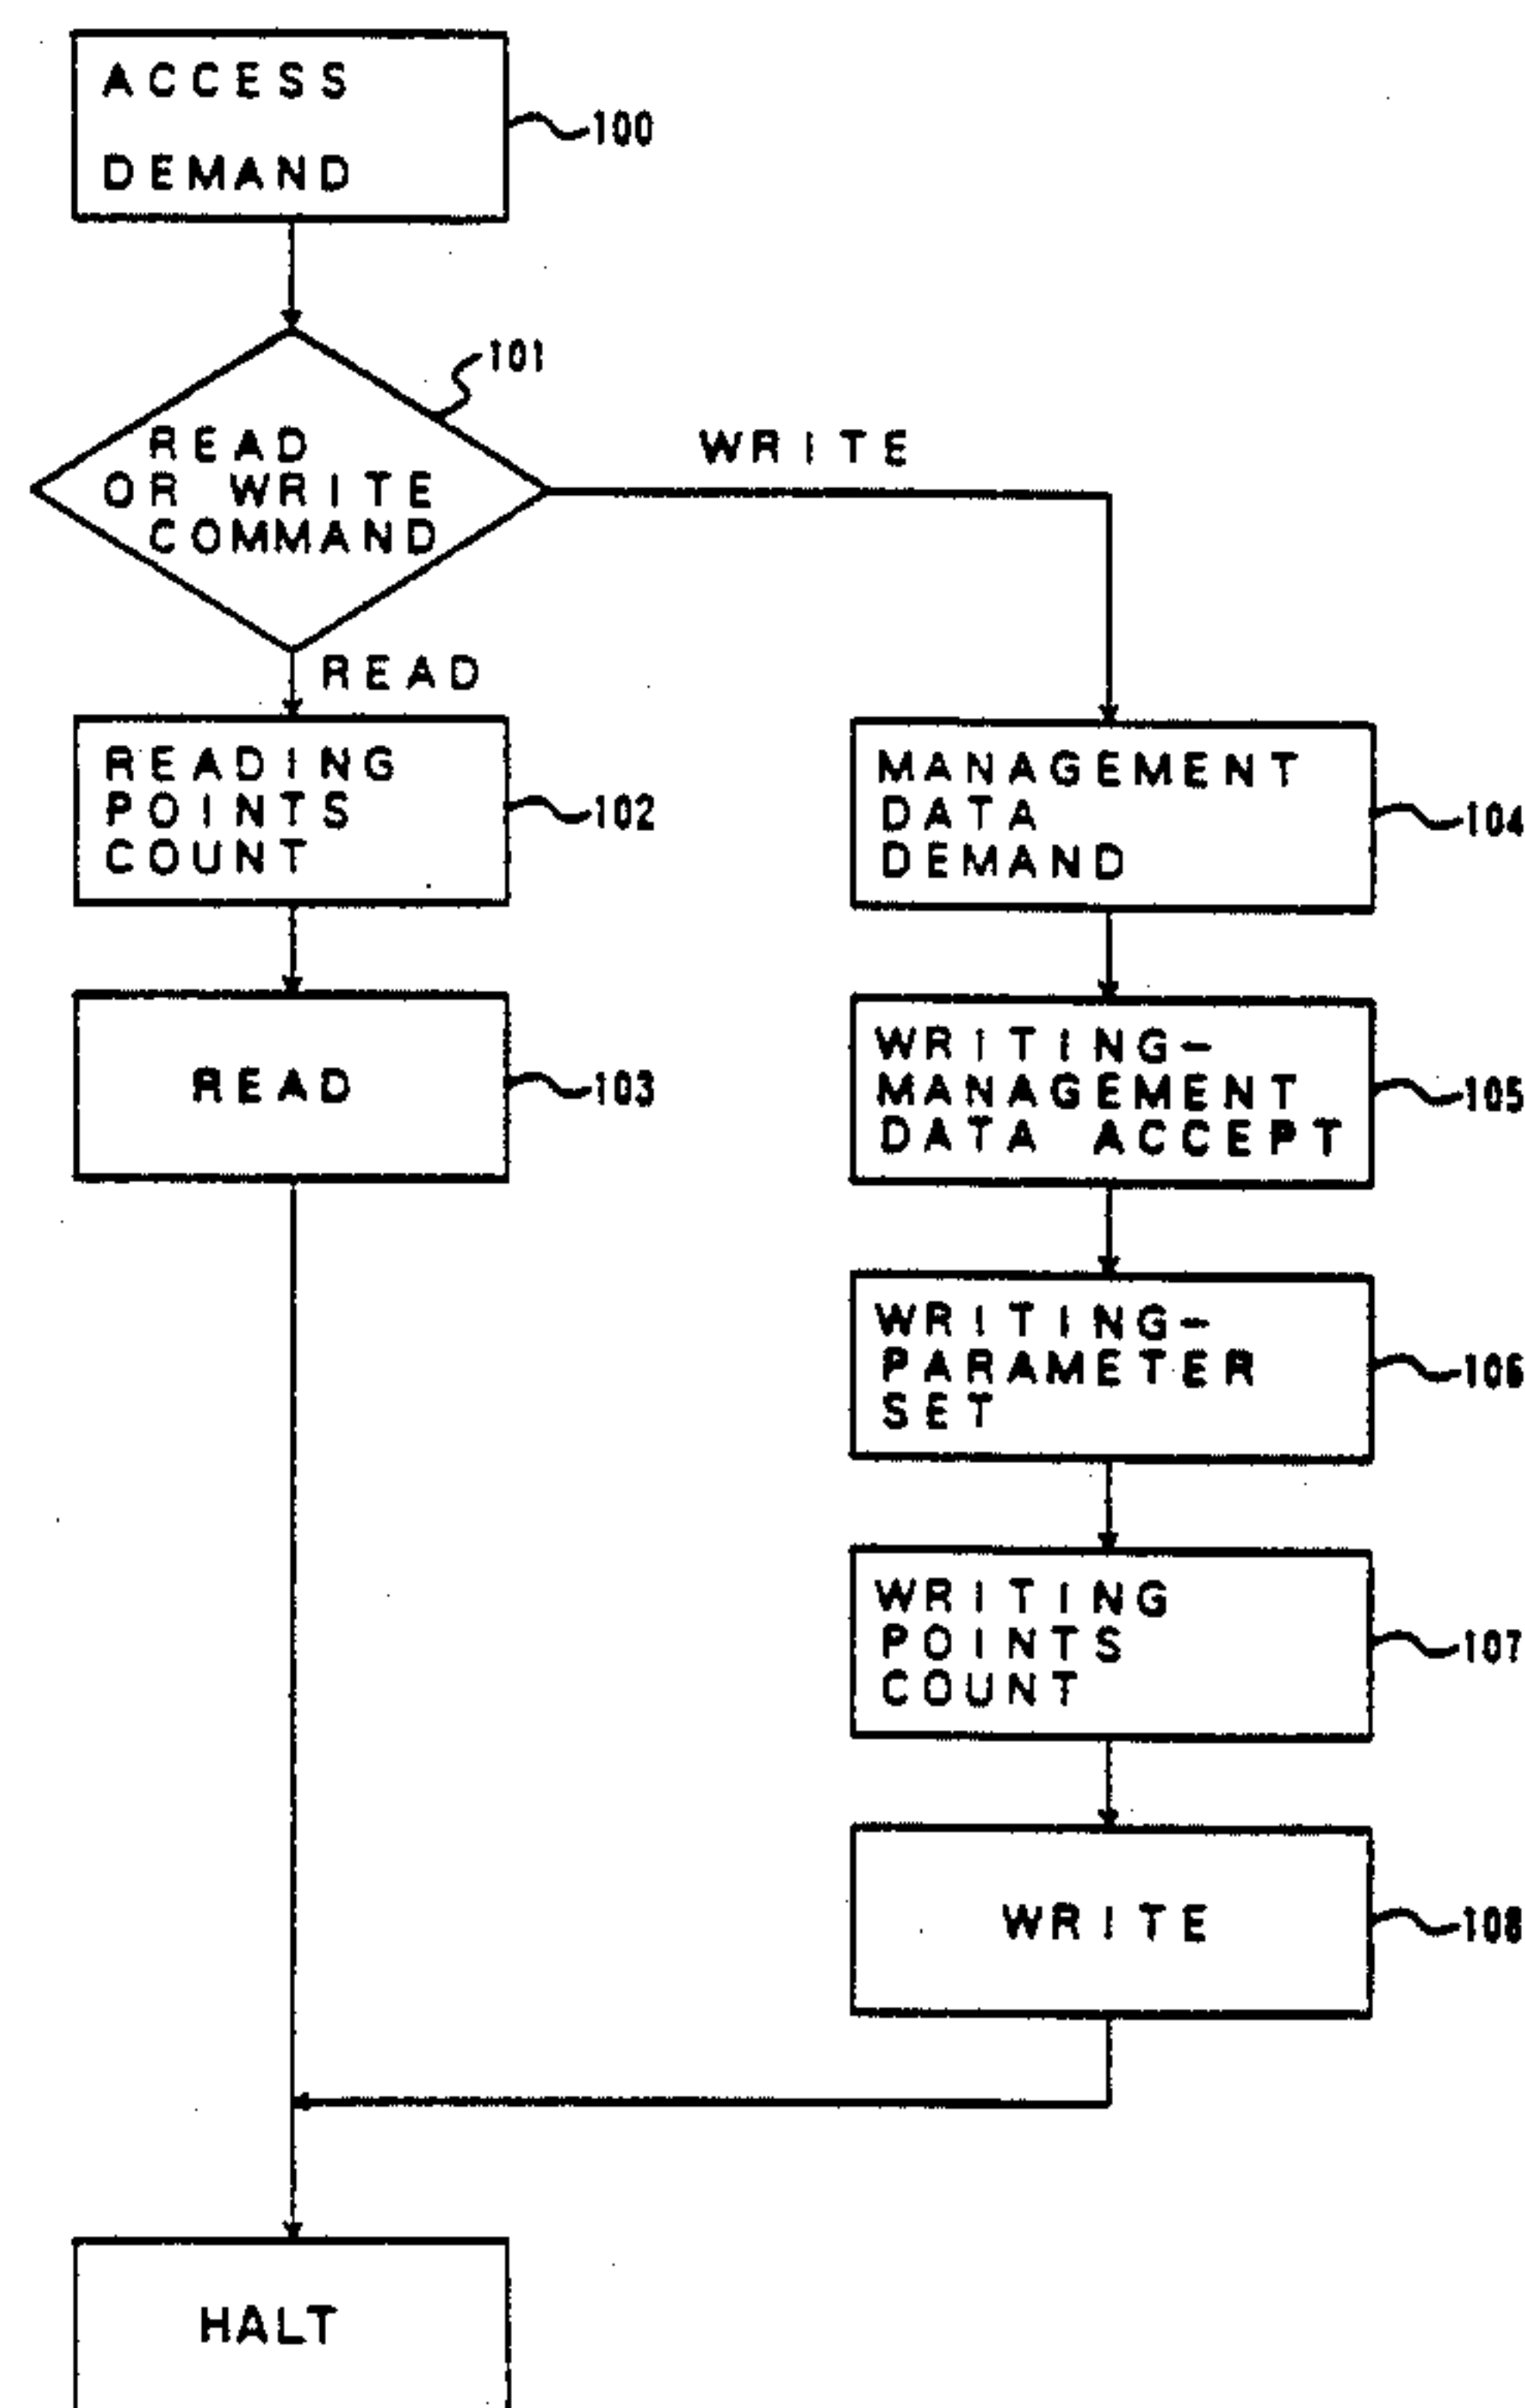 ACCESS
DEMAND
100
101
READ
OR WRITE
COMMAND
WRITE
READ
READING
POINTS
COUNT
102
MANAGEMENT
DATA
DEMAND
104
READ
103
WRITING-
MANAGEMENT
DATA ACCEPT
105
WRITING-
PARAMETER
SET
106
WRITING
POINTS
COUNT
107
WRITE
108
HALT